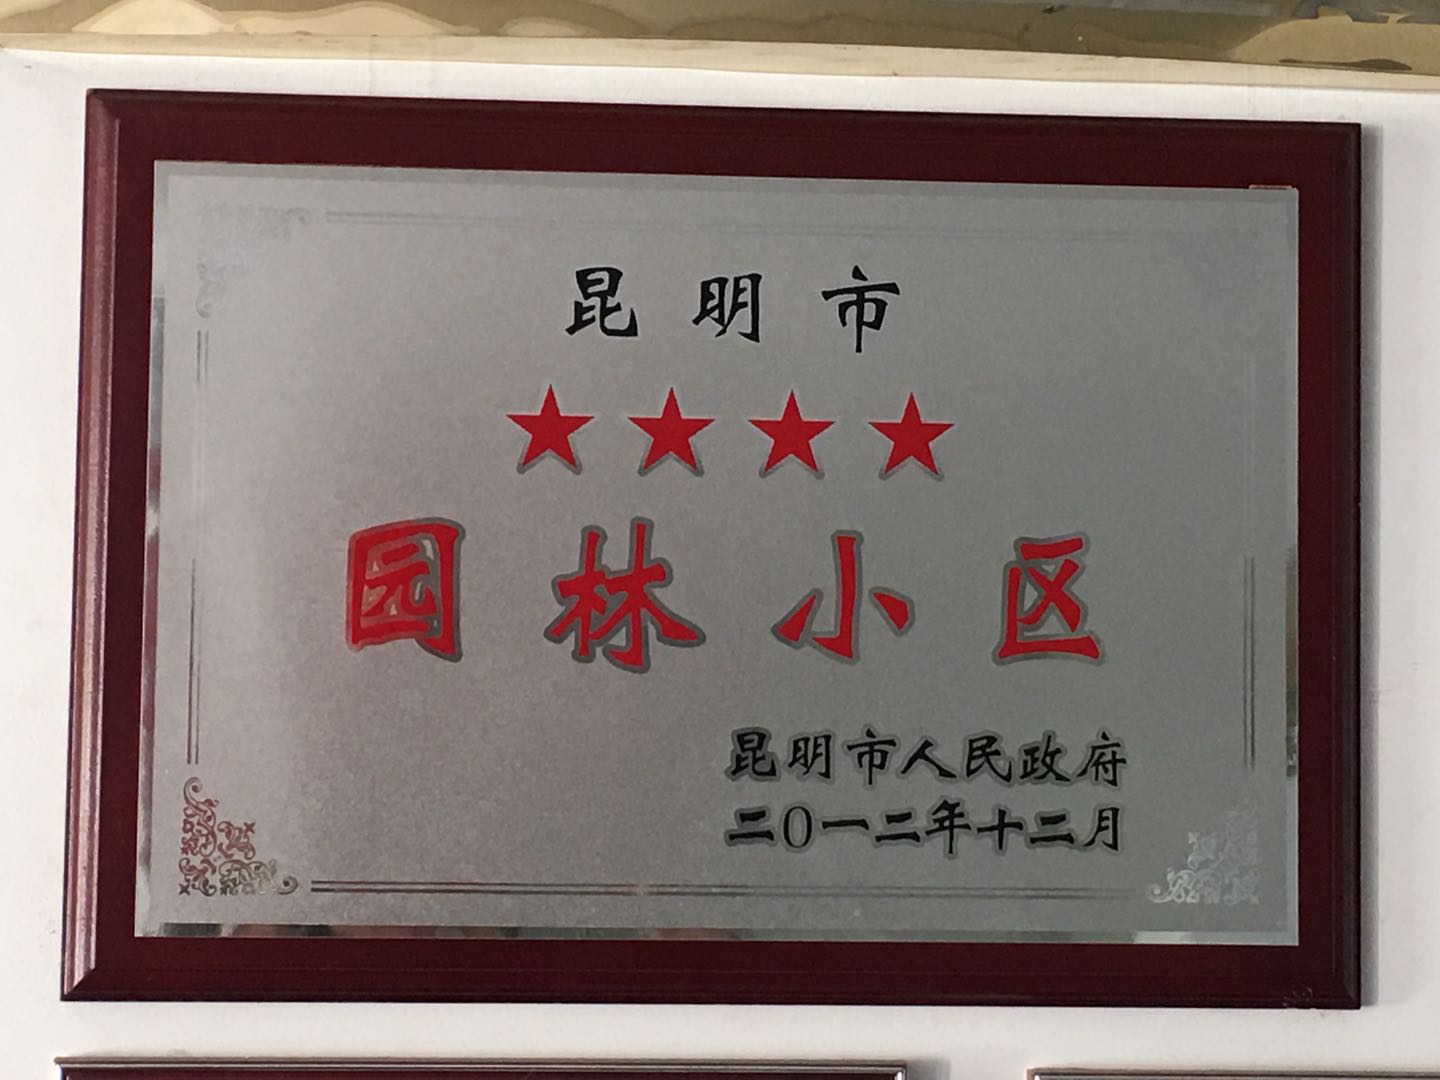 昆明市
★★★★
园林小区
昆明市人民政府
二〇一二年十二月